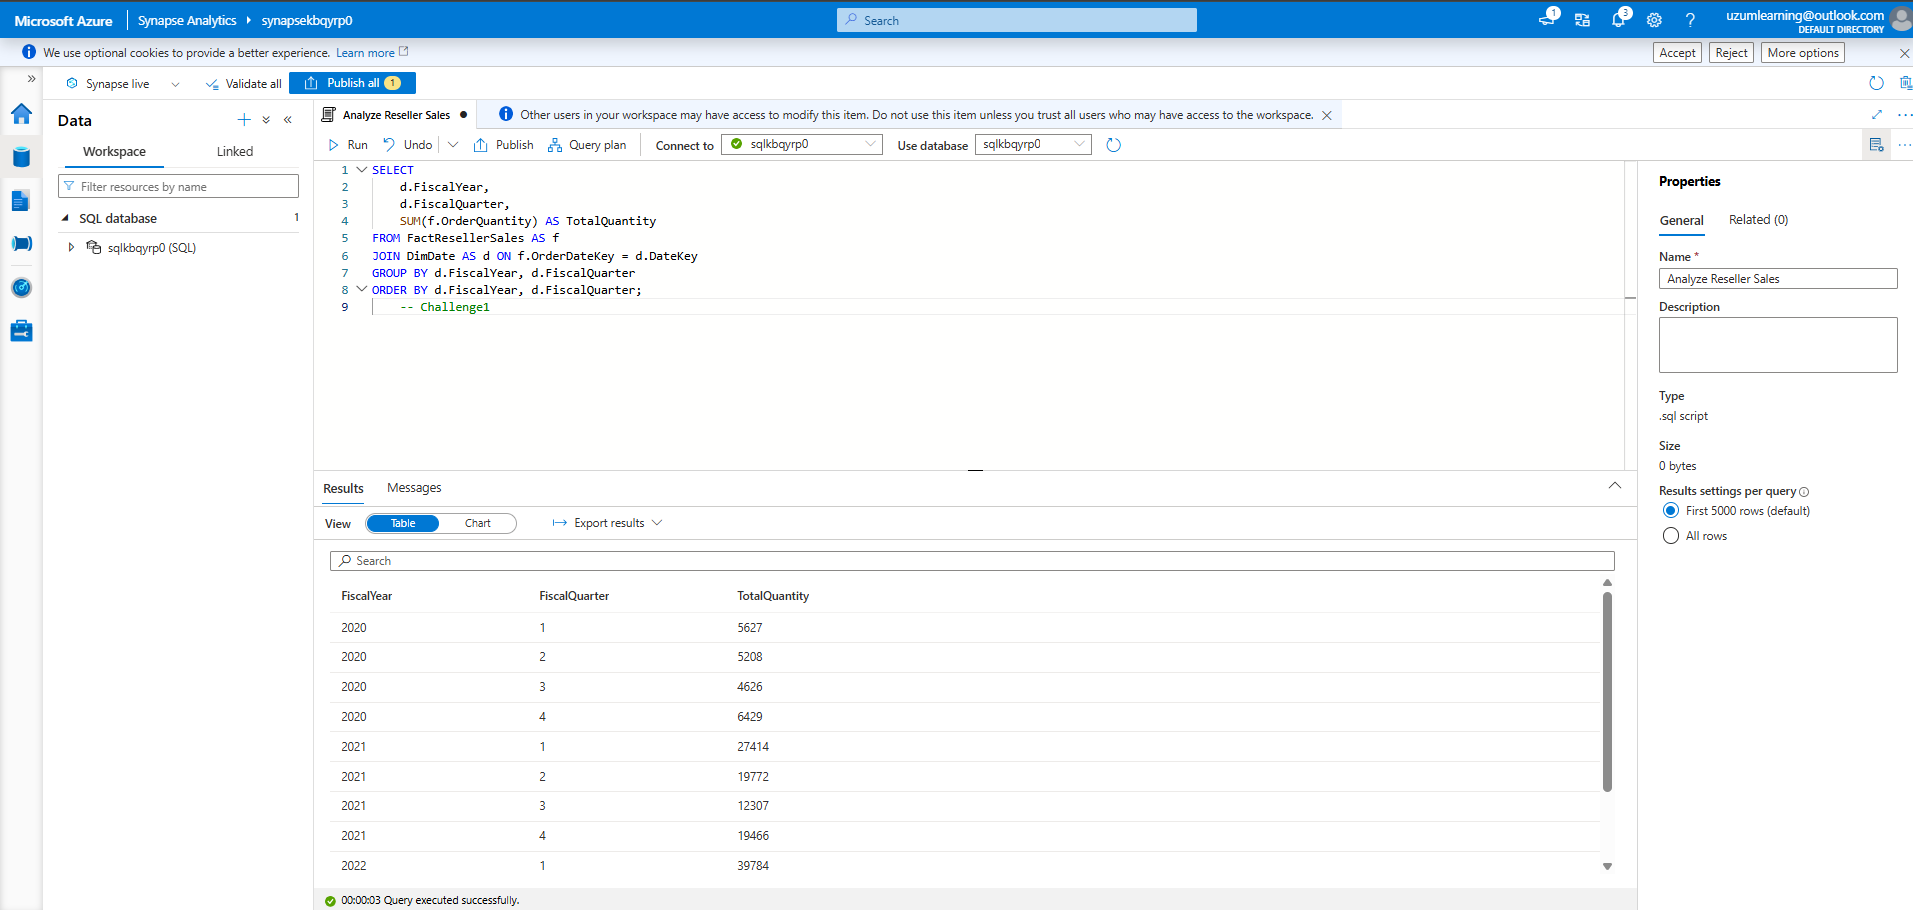 Microsoft Azure
Synapse Analytics
synapsekbqyrp0
Search
1
3
uzumlearning@outlook.com
DEFAULT DIRECTORY
We use optional cookies to provide a better experience. Learn more
Accept
Reject
More options
Synapse live
Validate all
Publish all 1
Data
Workspace
Linked
Filter resources by name
SQL database
1
sqlkbqyrp0 (SQL)
Analyze Reseller Sales
Other users in your workspace may have access to modify this item. Do not use this item unless you trust all users who may have access to the workspace.
Run
Undo
Publish
Query plan
Connect to
sqlkbqyrp0
Use database
sqlkbqyrp0
1 SELECT
2 d.FiscalYear,
3 d.FiscalQuarter,
4 SUM(f.OrderQuantity) AS TotalQuantity
5 FROM FactResellerSales AS f
6 JOIN DimDate AS d ON f.OrderDateKey = d.DateKey
7 GROUP BY d.FiscalYear, d.FiscalQuarter
8 ORDER BY d.FiscalYear, d.FiscalQuarter;
9 -- Challenge1
Results
Messages
View
Table
Chart
Export results
Search
FiscalYear FiscalQuarter TotalQuantity
2020 1 5627
2020 2 5208
2020 3 4626
2020 4 6429
2021 1 27414
2021 2 19772
2021 3 12307
2021 4 19466
2022 1 39784
00:00:03 Query executed successfully.
Properties
General
Related (0)
Name *
Analyze Reseller Sales
Description
Type
.sql script
Size
0 bytes
Results settings per query
First 5000 rows (default)
All rows